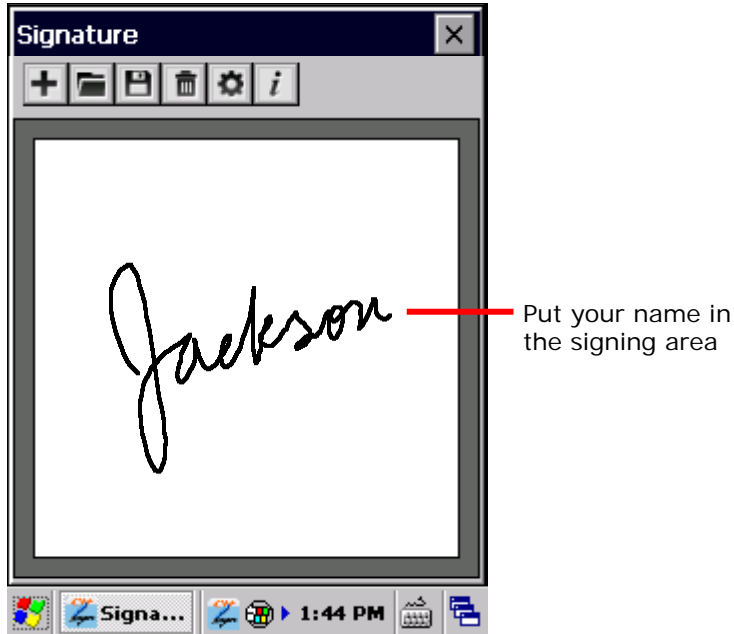 Signature
i
Jackson
Put your name in
the signing area
Signa...
1:44 PM